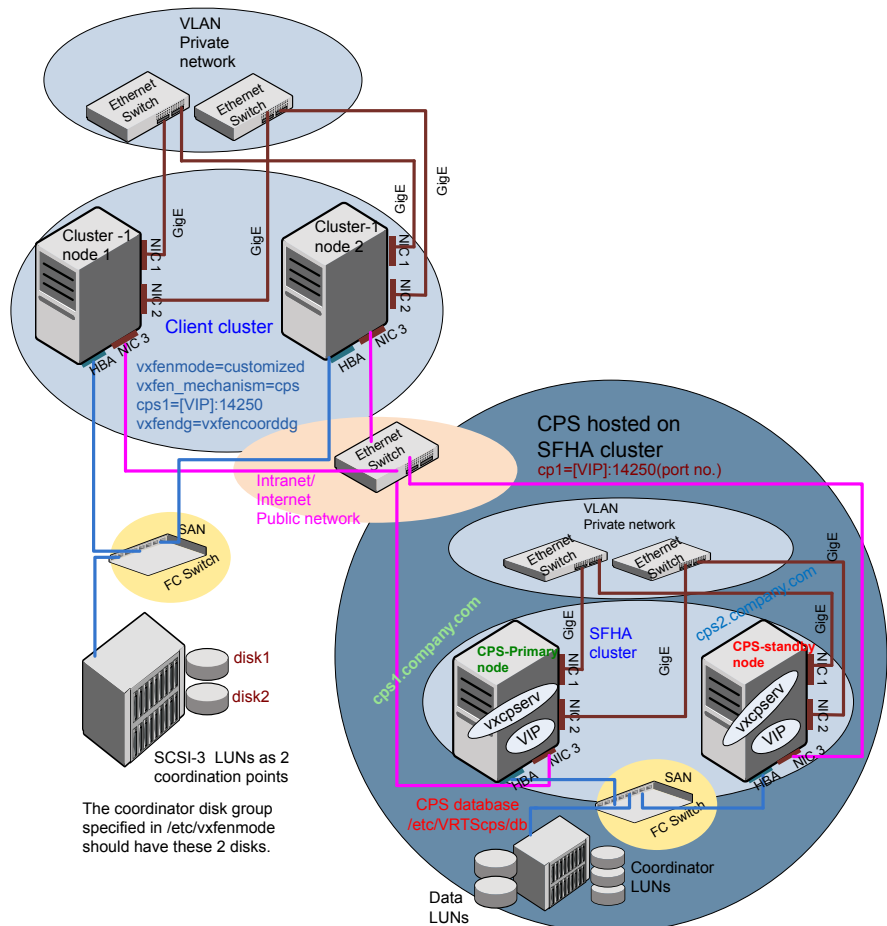 VLAN
Private
network
Ethernet
Switch
Ethernet
Switch
GigE
GigE
GigE
GigE
Cluster -1
node 1
NIC 1
NIC 2
HBA
NIC 3
Cluster-1
node 2
NIC 1
NIC 2
HBA
NIC 3
Client cluster
vxfenmode=customized
vxfen_mechanism=cps
cps1=[VIP]:14250
vxfendg=vxfencoorddg
Ethernet
Switch
Intranet/
Internet
Public network
SAN
FC Switch
disk1
disk2
SCSI-3 LUNs as 2
coordination points
The coordinator disk group
specified in /etc/vxfenmode
should have these 2 disks.
CPS hosted on
SFHA cluster
cp1=[VIP]:14250(port no.)
VLAN
Private network
Ethernet
Switch
Ethernet
Switch
GigE
GigE
GigE
GigE
cps1.company.com
cps2.company.com
SFHA
cluster
CPS-Primary
node
vxcpserv
VIP
NIC 1
NIC 2
HBA
NIC 3
CPS-standby
node
vxcpserv
VIP
NIC 1
NIC 2
HBA
NIC 3
CPS database
/etc/VRTScps/db
SAN
FC Switch
Data
LUNs
Coordinator
LUNs